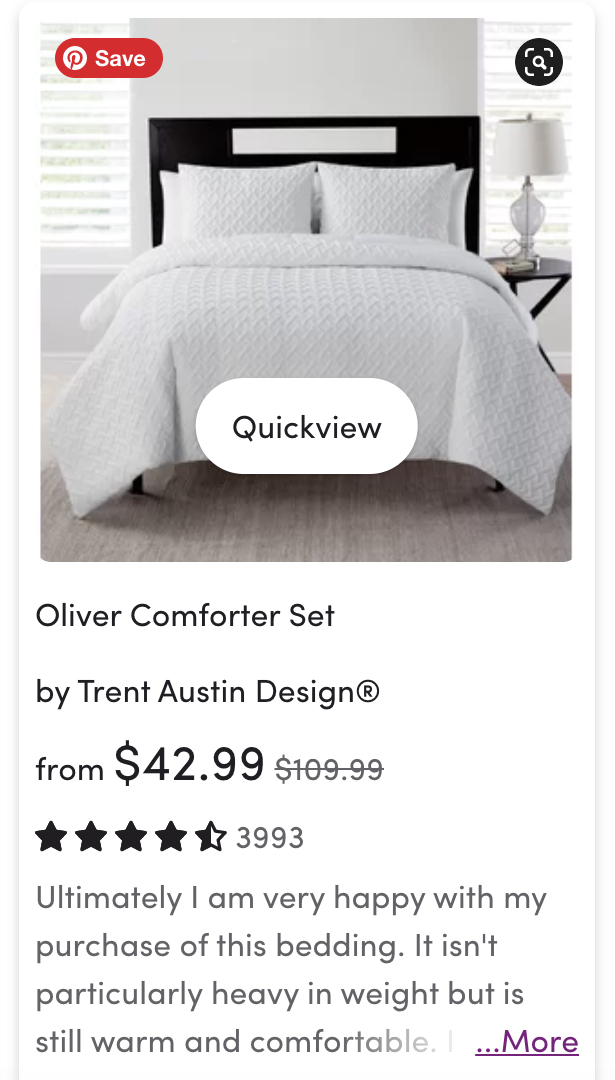 Save
Quickview
Oliver Comforter Set
by Trent Austin Design®
from $42.99 $109.99
3993
Ultimately I am very happy with my
purchase of this bedding. It isn't
particularly heavy in weight but is
still warm and comfortable. I ...More